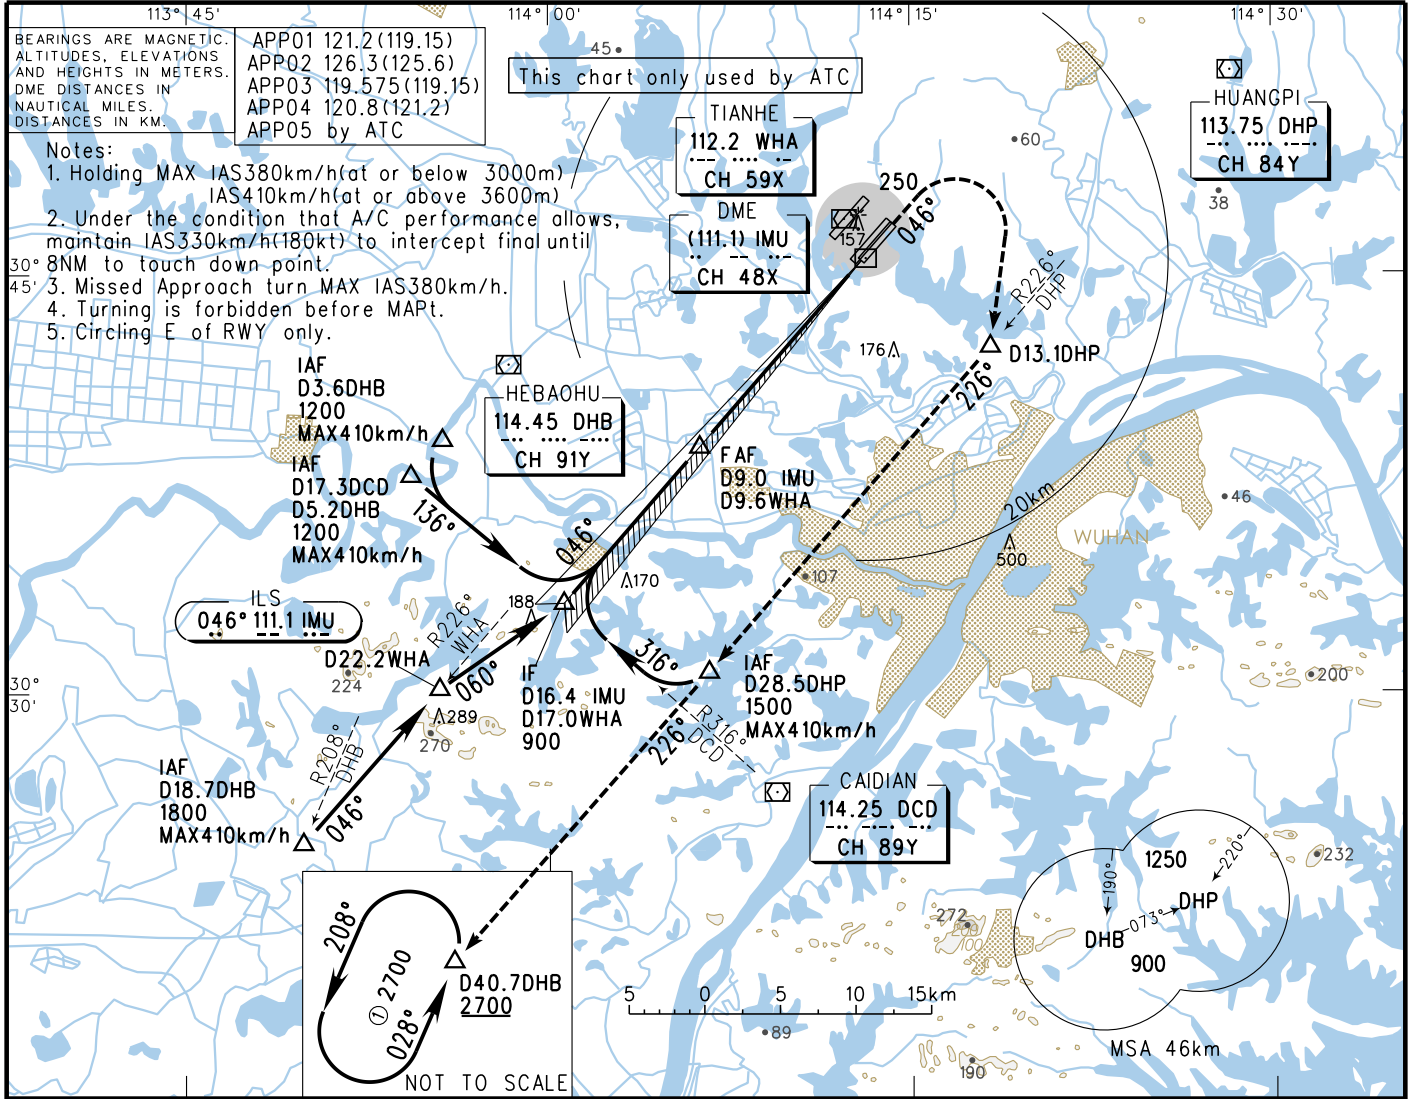 113° 45'
114° 00'
114° 15'
114° 30'
BEARINGS ARE MAGNETIC.
ALTITUDES, ELEVATIONS
AND HEIGHTS IN METERS.
DME DISTANCES IN
NAUTICAL MILES.
DISTANCES IN KM.
APP01 121.2(119.15)
APP02 126.3(125.6)
APP03 119.575(119.15)
APP04 120.8(121.2)
APP05 by ATC
45
This chart only used by ATC
Notes:
1. Holding MAX IAS380km/h(at or below 3000m)
IAS410km/h(at or above 3600m)
2. Under the condition that A/C performance allows,
maintain IAS330km/h(180kt) to intercept final until
8NM to touch down point.
3. Missed Approach turn MAX IAS380km/h.
4. Turning is forbidden before MAPt.
5. Circling E of RWY only.
30°
45'
TIANHE
112.2 WHA
CH 59X
DME
(111.1) IMU
CH 48X
HUANGPI
113.75 DHP
CH 84Y
60
38
250
046°
157
R226°
DHP
D13.1DHP
176
226°
IAF
D3.6DHB
1200
MAX410km/h
IAF
D17.3DCD
D5.2DHB
1200
MAX410km/h
HEBAOHU
114.45 DHB
CH 91Y
136°
046°
FAF
D9.0 IMU
D9.6WHA
20km
46
WUHAN
500
107
170
188
ILS
046° 111.1 IMU
R226°
WHA
D22.2WHA
224
060°
289
270
IF
D16.4 IMU
D17.0WHA
900
316°
IAF
D28.5DHP
1500
MAX410km/h
R316°
DCD
226°
200
30°
30'
R208°
DHB
IAF
D18.7DHB
1800
MAX410km/h
046°
CAIDIAN
114.25 DCD
CH 89Y
208°
① 2700
028°
D40.7DHB
2700
NOT TO SCALE
5 0 5 10 15km
89
272
200
100
190
232
1250
220°
190°
DHP
073°
DHB
900
MSA 46km